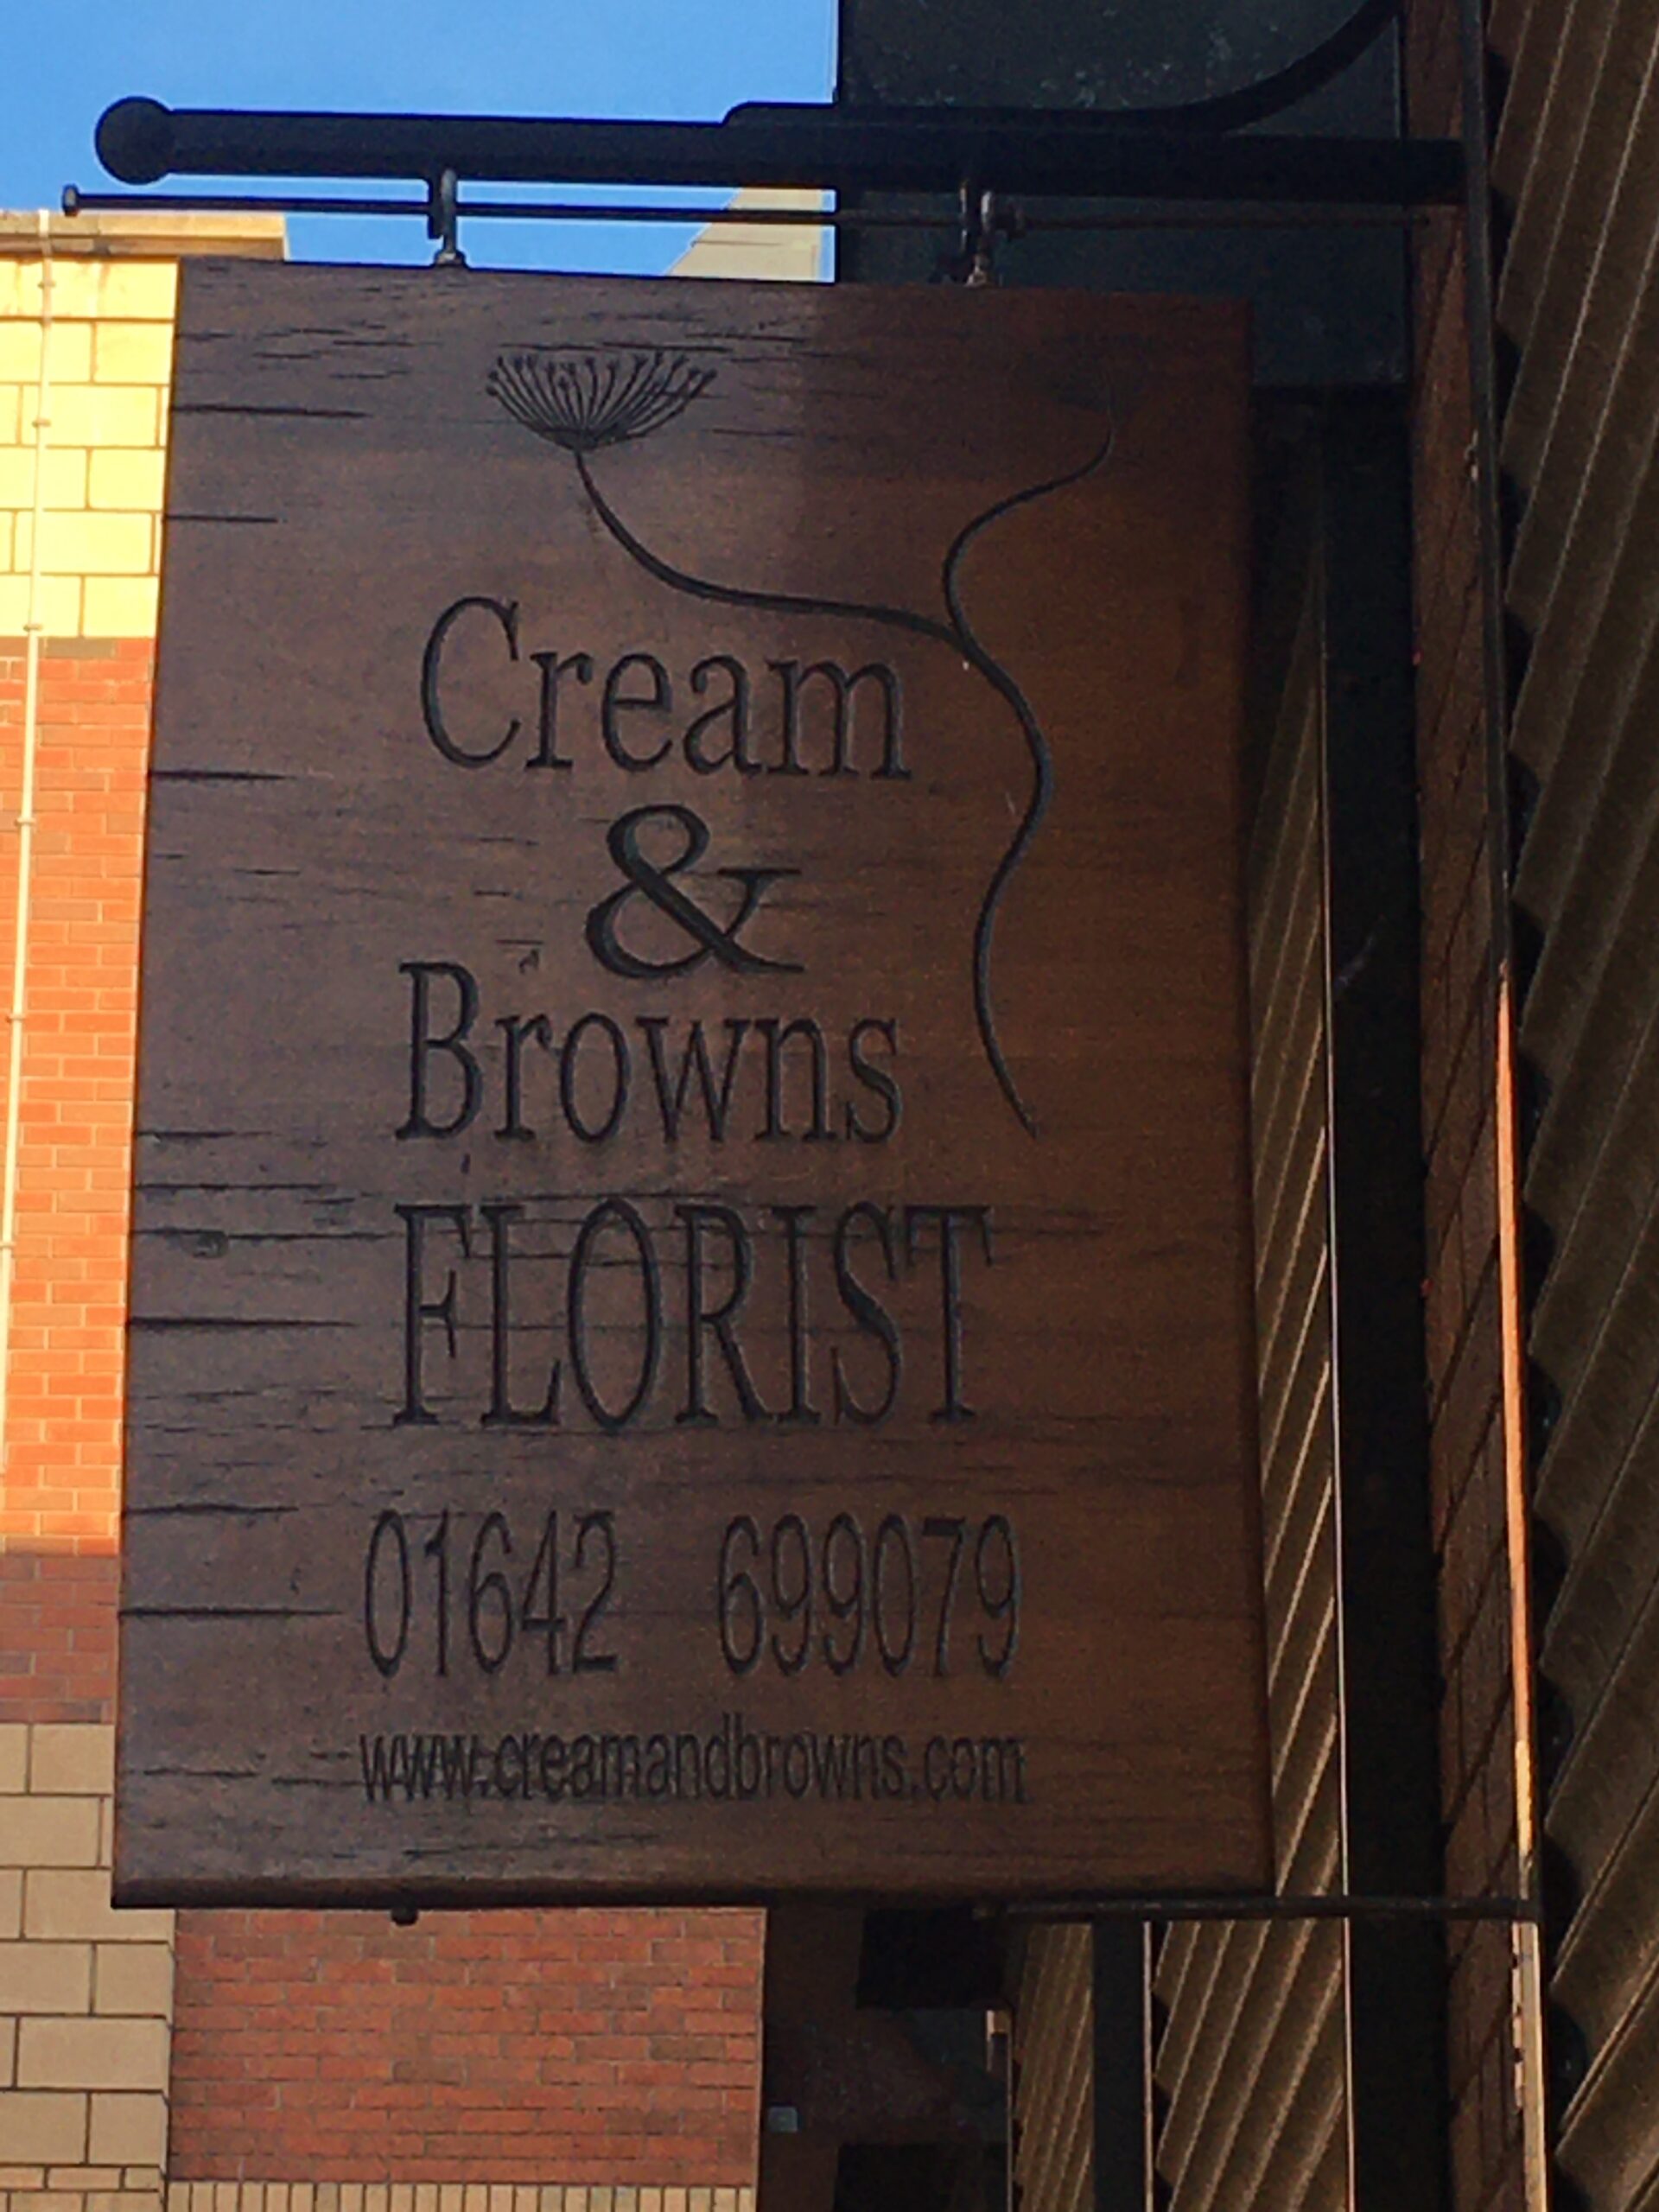 Cream
&
Browns
FLORIST
01642 699079
www.creamandbrowns.com